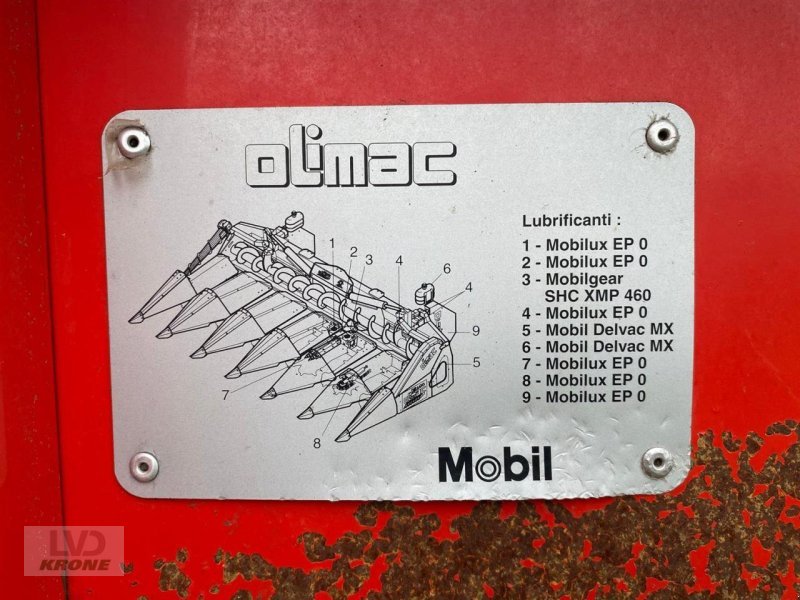 olimac
Lubrificanti :
1 - Mobilux EP 0
2 - Mobilux EP 0
3 - Mobilgear
SHC XMP 460
4 - Mobilux EP 0
5 - Mobil Delvac MX
6 - Mobil Delvac MX
7 - Mobilux EP 0
8 - Mobilux EP 0
9 - Mobilux EP 0
1
2
3
4
6
4
9
5
7
8
Mobil
LVD
KRONE